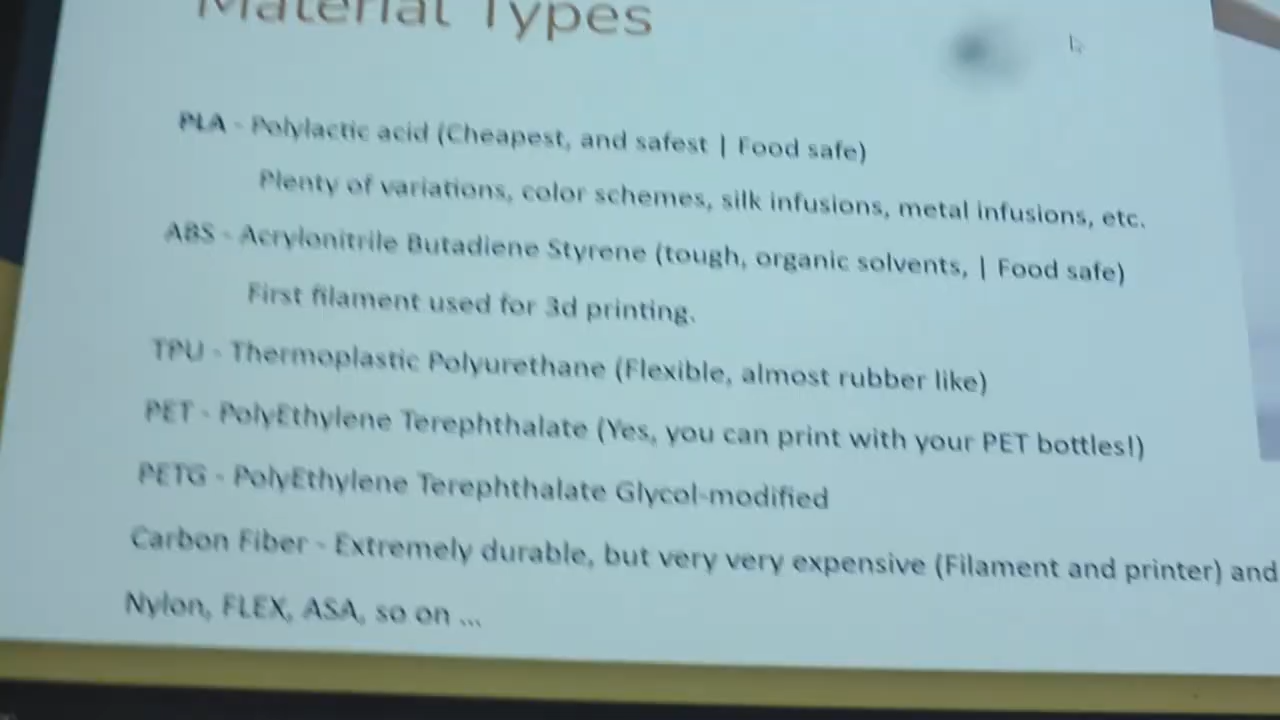 Material Types
PLA - Polylactic acid (Cheapest, and safest | Food safe)
Plenty of variations, color schemes, silk infusions, metal infusions, etc.
ABS - Acrylonitrile Butadiene Styrene (tough, organic solvents, | Food safe)
First filament used for 3d printing.
TPU - Thermoplastic Polyurethane (Flexible, almost rubber like)
PET - PolyEthylene Terephthalate (Yes, you can print with your PET bottles!)
PETG - PolyEthylene Terephthalate Glycol-modified
Carbon Fiber - Extremely durable, but very very expensive (Filament and printer) and
Nylon, FLEX, ASA, so on ...